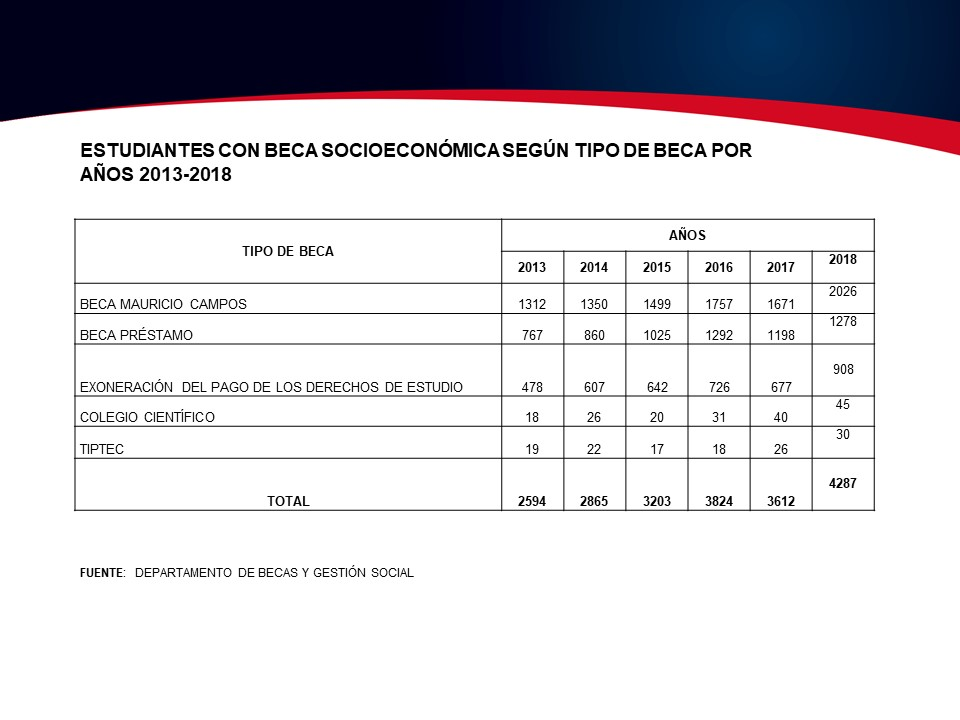 ESTUDIANTES CON BECA SOCIOECONÓMICA SEGÚN TIPO DE BECA POR
AÑOS 2013-2018
TIPO DE BECA AÑOS
2013 2014 2015 2016 2017 2018
BECA MAURICIO CAMPOS 1312 1350 1499 1757 1671 2026
BECA PRÉSTAMO 767 860 1025 1292 1198 1278
EXONERACIÓN DEL PAGO DE LOS DERECHOS DE ESTUDIO 478 607 642 726 677 908
COLEGIO CIENTÍFICO 18 26 20 31 40 45
TIPTEC 19 22 17 18 26 30
TOTAL 2594 2865 3203 3824 3612 4287
FUENTE: DEPARTAMENTO DE BECAS Y GESTIÓN SOCIAL